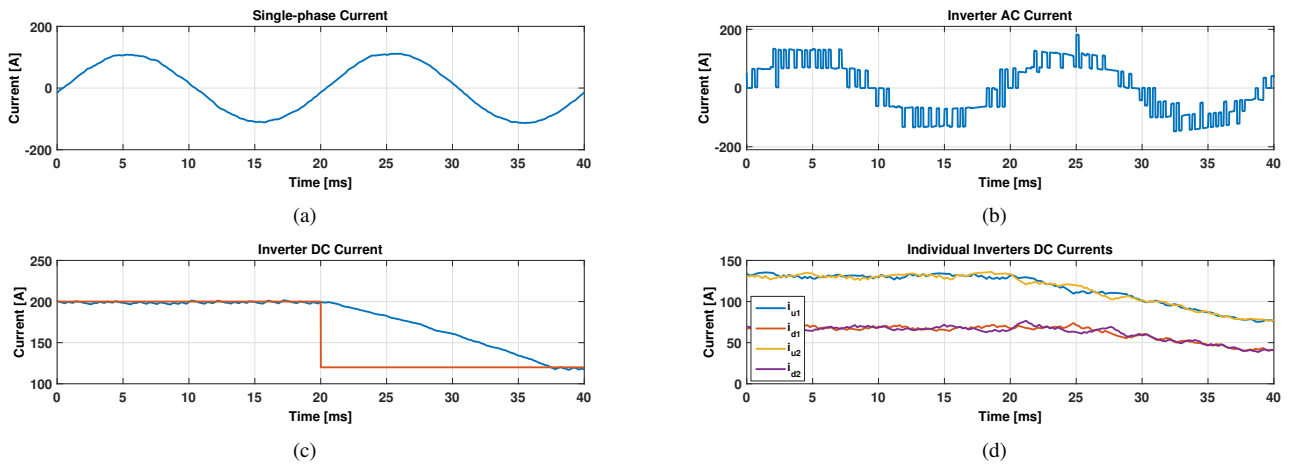 Single-phase Current
200
0
-200
Current [A]
0 5 10 15 20 25 30 35 40
Time [ms]
(a)
Inverter AC Current
200
0
-200
Current [A]
0 5 10 15 20 25 30 35 40
Time [ms]
(b)
Inverter DC Current
250
200
150
100
Current [A]
0 5 10 15 20 25 30 35 40
Time [ms]
(c)
Individual Inverters DC Currents
150
100
50
0
Current [A]
i_u1
i_d1
i_u2
i_d2
0 5 10 15 20 25 30 35 40
Time [ms]
(d)